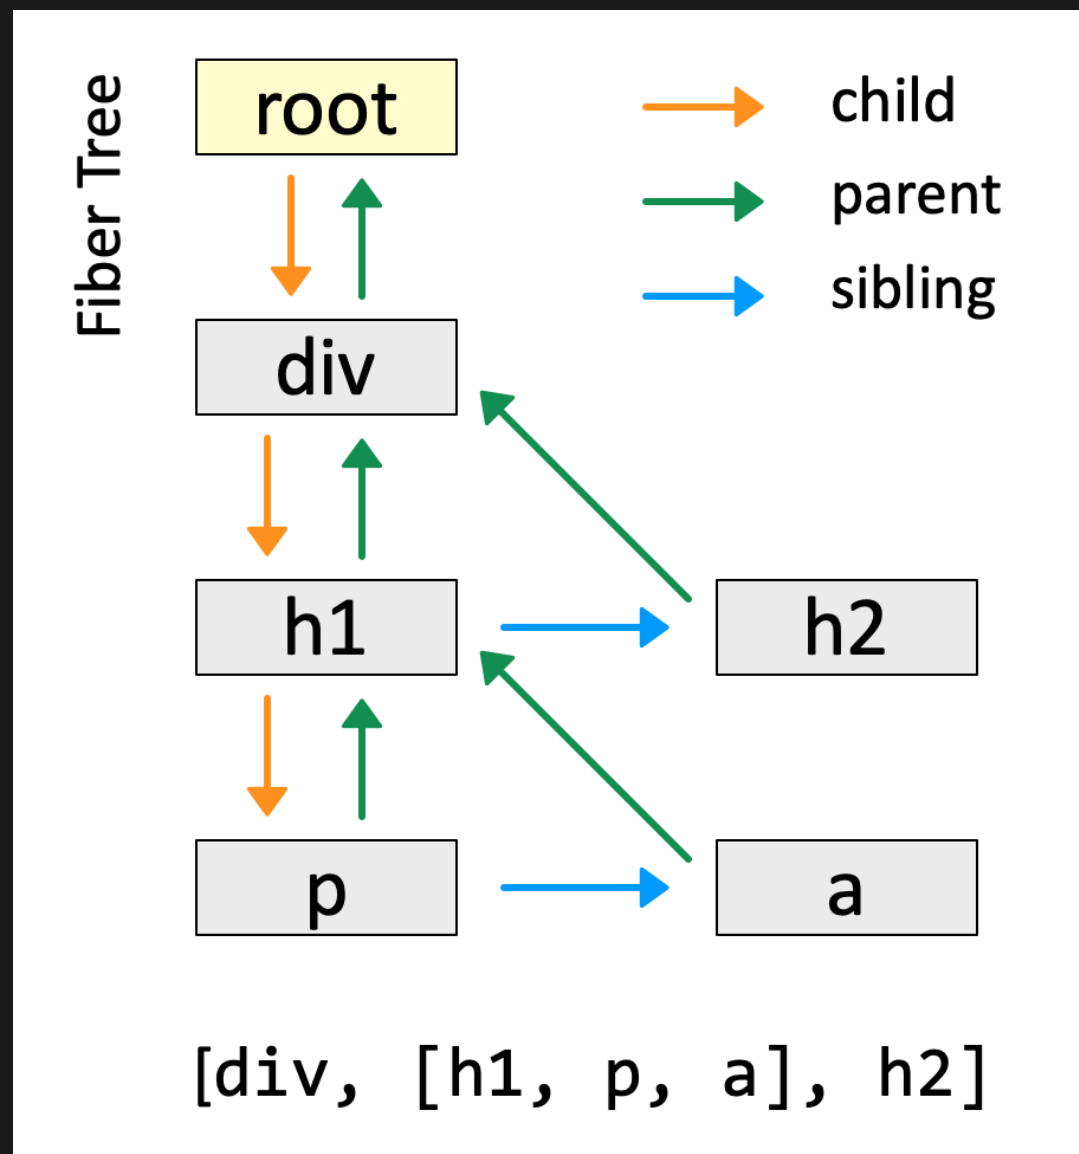 Fiber Tree
root
child
parent
sibling
div
h1
h2
p
a
[div, [h1, p, a], h2]